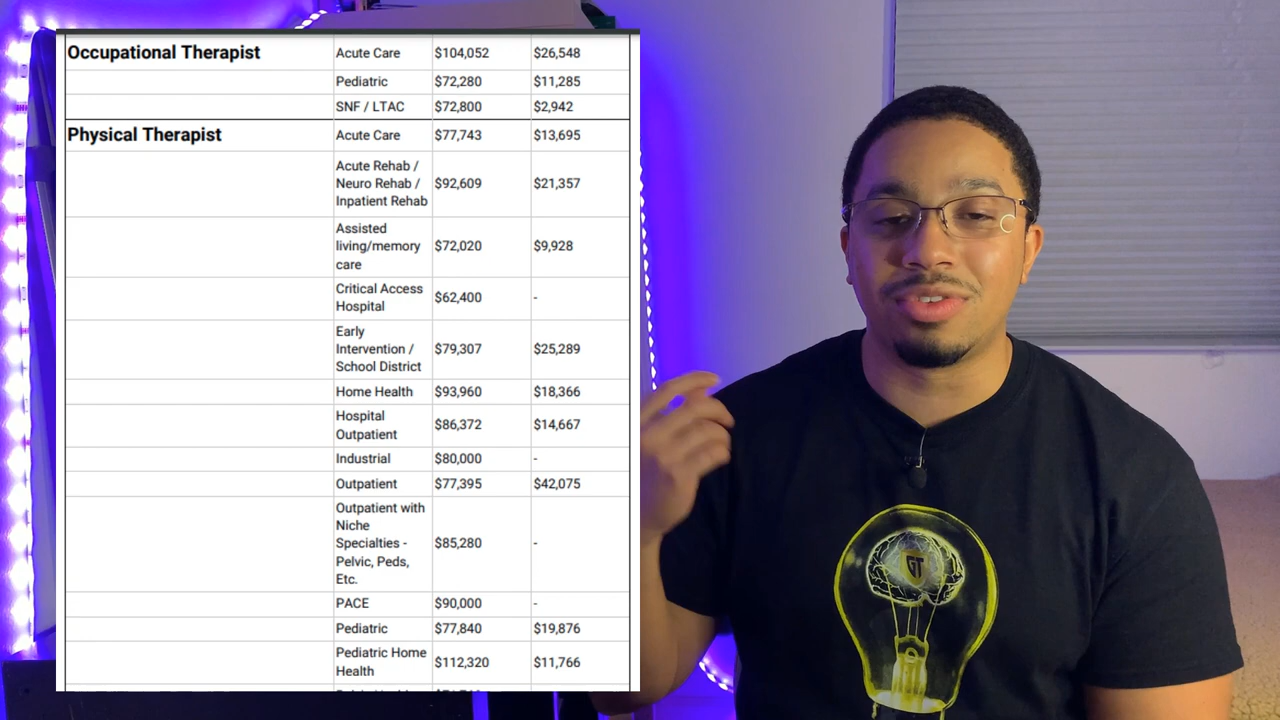 Occupational Therapist Acute Care $104,052 $26,548
Pediatric $72,280 $11,285
SNF / LTAC $72,800 $2,942
Physical Therapist Acute Care $77,743 $13,695
Acute Rehab /
Neuro Rehab / $92,609 $21,357
Inpatient Rehab
Assisted
living/memory $72,020 $9,928
care
Critical Access
Hospital $62,400 -
Early
Intervention / $79,307 $25,289
School District
Home Health $93,960 $18,366
Hospital
Outpatient $86,372 $14,667
Industrial $80,000 -
Outpatient $77,395 $42,075
Outpatient with
Niche
Specialties - $85,280 -
Pelvic, Peds,
Etc.
PACE $90,000 -
Pediatric $77,840 $19,876
Pediatric Home
Health $112,320 $11,766
GT